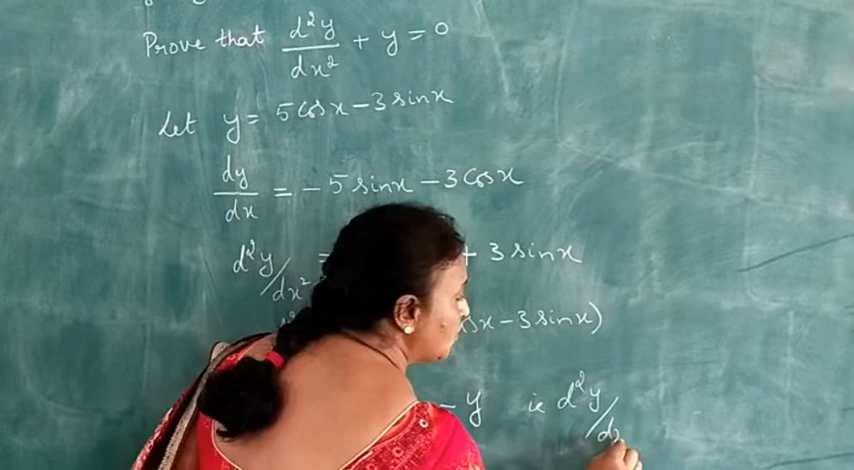 Prove that d²y/dx² + y = 0
Let y = 5 cos x - 3 sin x
dy/dx = - 5 sin x - 3 cos x
d²y/dx² = + 3 sin x
- 3 sin x)
- y ie d²y/